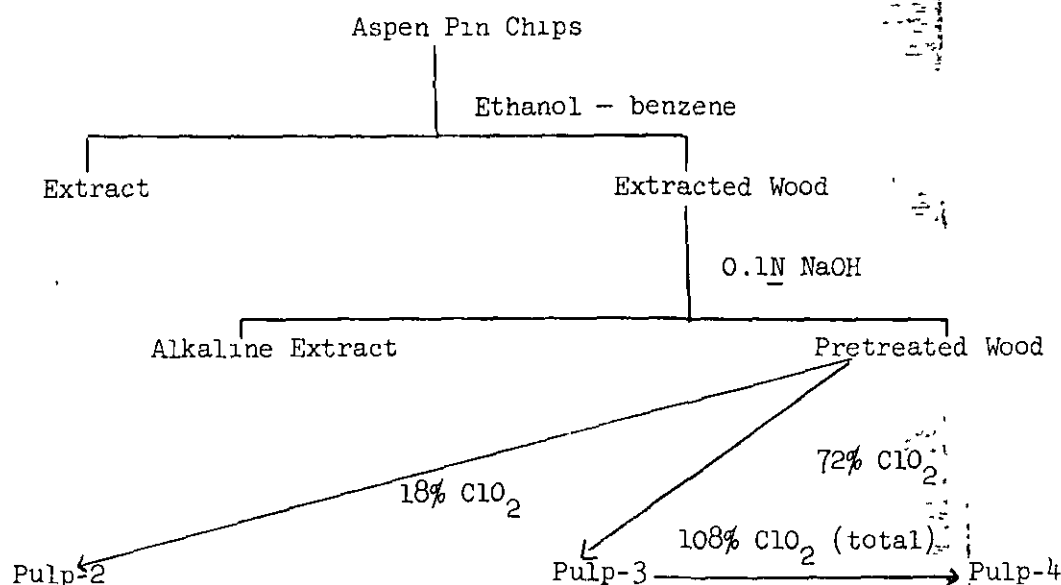 Aspen Pin Chips
Ethanol – benzene
Extract Extracted Wood
0.1N NaOH
Alkaline Extract Pretreated Wood
72% ClO2
18% ClO2
108% ClO2 (total)
Pulp-2 Pulp-3 Pulp-4